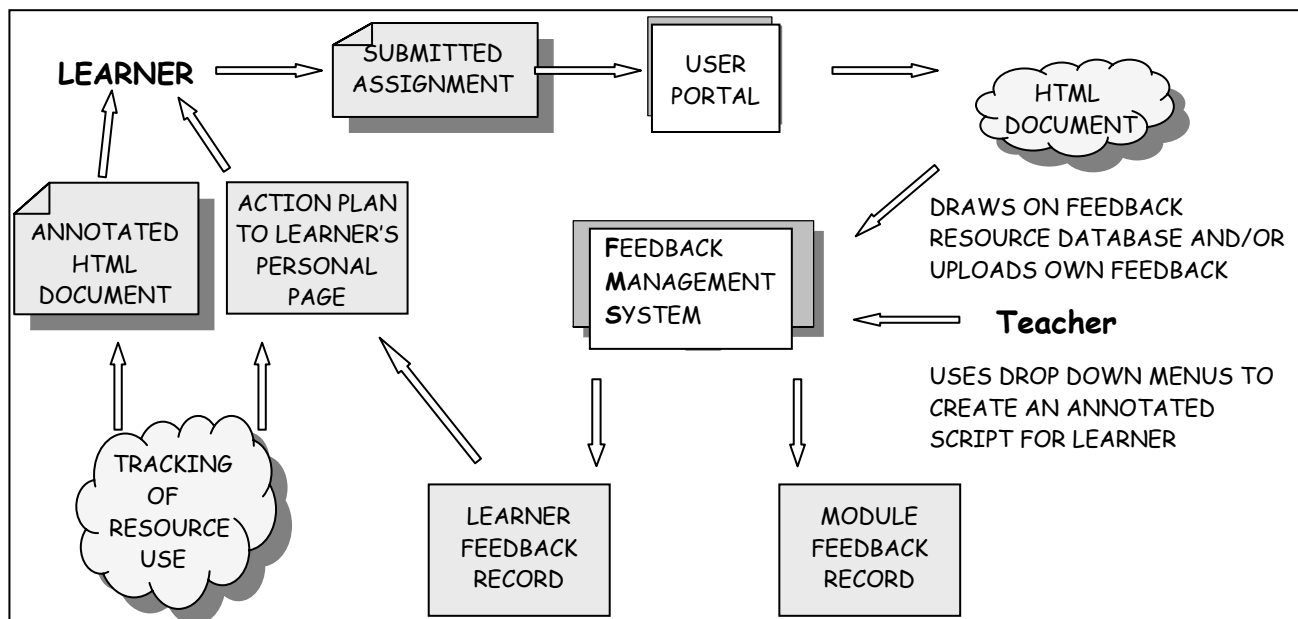 LEARNER
SUBMITTED
ASSIGNMENT
USER
PORTAL
HTML
DOCUMENT
ANNOTATED
HTML
DOCUMENT
ACTION PLAN
TO LEARNER'S
PERSONAL
PAGE
FEEDBACK
MANAGEMENT
SYSTEM
DRAWS ON FEEDBACK
RESOURCE DATABASE AND/OR
UPLOADS OWN FEEDBACK
Teacher
USES DROP DOWN MENUS TO
CREATE AN ANNOTATED
SCRIPT FOR LEARNER
TRACKING
OF
RESOURCE
USE
LEARNER
FEEDBACK
RECORD
MODULE
FEEDBACK
RECORD